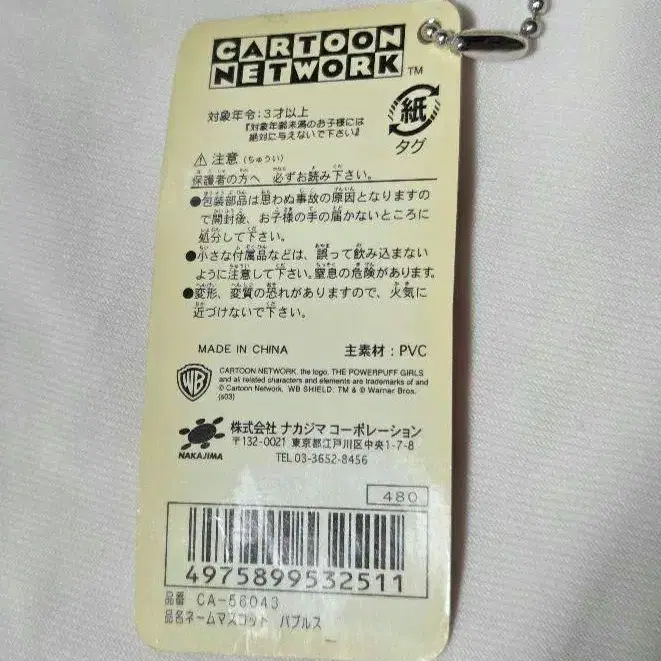 CARTOON
NETWORK™
対象年令：3才以上
『対象年齢未満のお子様には
絶対に与えないで下さい』
紙
タグ
⚠注意（ちゅうい）
保護者の方へ 必ずお読み下さい。
●包装部品は思わぬ事故の原因となりますの
で開封後、お子様の手の届かないところに
処分して下さい。
●小さな付属品などは、誤って飲み込まない
ように注意して下さい。窒息の危険があります。
●変形、変質の恐れがありますので、火気に
近づけないで下さい。
MADE IN CHINA 主素材：PVC
WB
CARTOON NETWORK, the logo, THE POWERPUFF GIRLS
and all related characters and elements are trademarks of and
© Cartoon Network. WB SHIELD: TM & © Warner Bros.
(s03)
株式会社 ナカジマ コーポレーション
NAKAJIMA
〒132-0021 東京都江戸川区中央1-7-8
TEL 03-3652-8456
480
4975899532511
品番 CA-56043
品名ネームマスコット バブルス